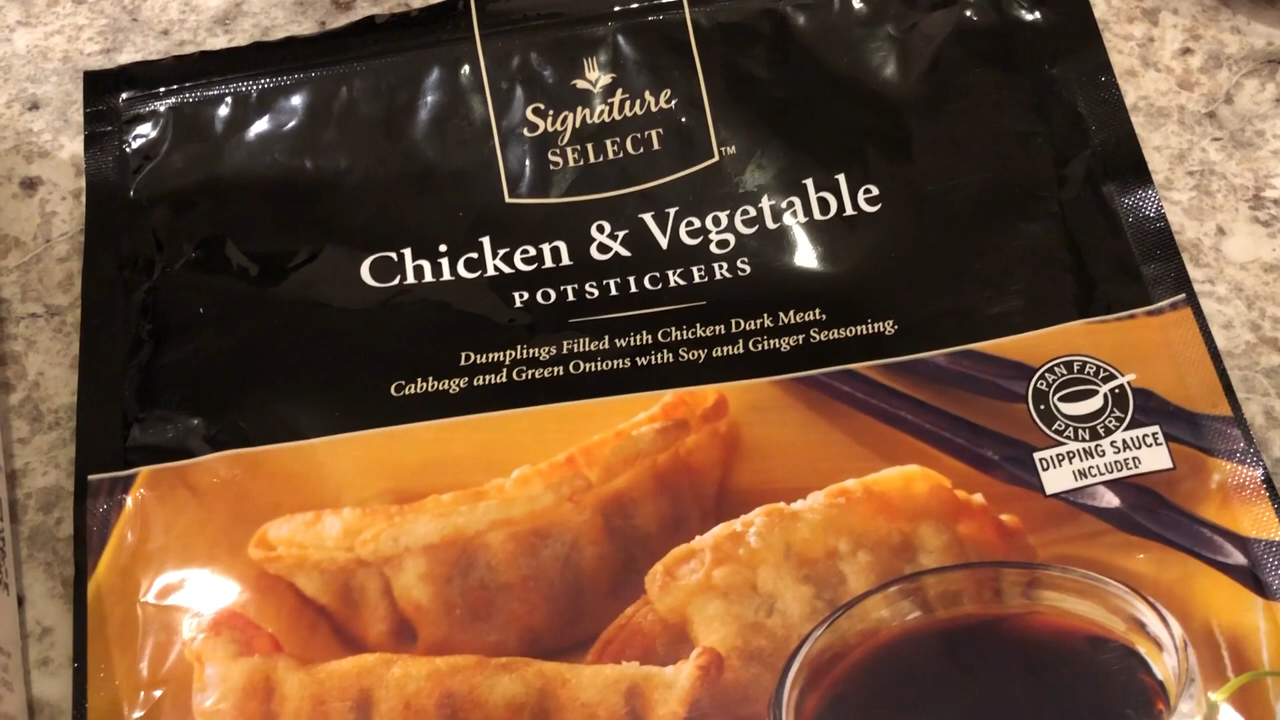 Signature
SELECT
TM
Chicken & Vegetable
POTSTICKERS
Dumplings Filled with Chicken Dark Meat,
Cabbage and Green Onions with Soy and Ginger Seasoning.
PAN FRY
PAN FRY
DIPPING SAUCE
INCLUDED